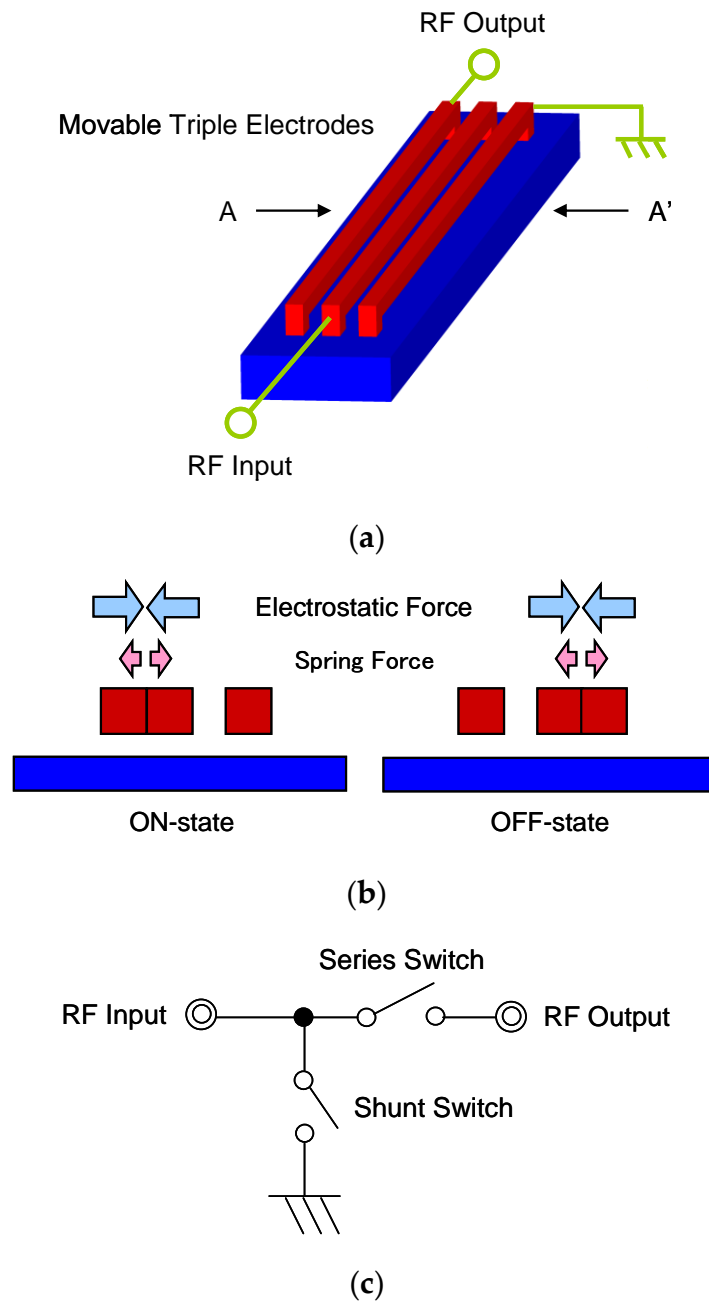 RF Output
Movable Triple Electrodes
A
A’
RF Input
(a)
Electrostatic Force
Spring Force
ON-state
OFF-state
(b)
Series Switch
RF Input
RF Output
Shunt Switch
(c)